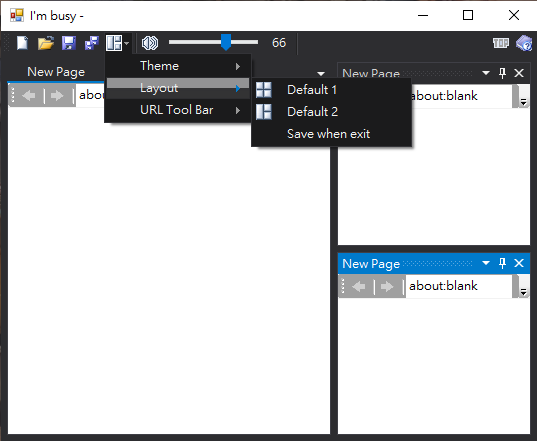 I'm busy -
66
TOP
Theme
New Page
New Page
Layout
Default 1
abou
about:blank
URL Tool Bar
Default 2
Save when exit
New Page
about:blank